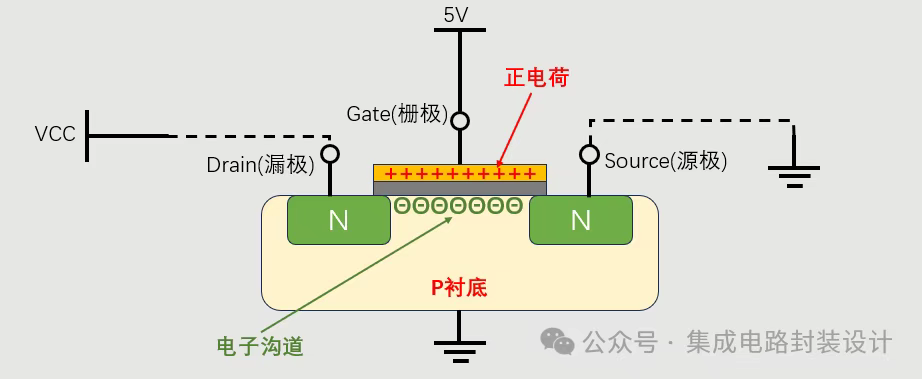 5V
正电荷
Gate(栅极)
VCC
Drain(漏极)
Source(源极)
++++++++++
N
ΘΘΘΘΘΘΘ
N
P衬底
电子沟道
公众号 · 集成电路封装设计